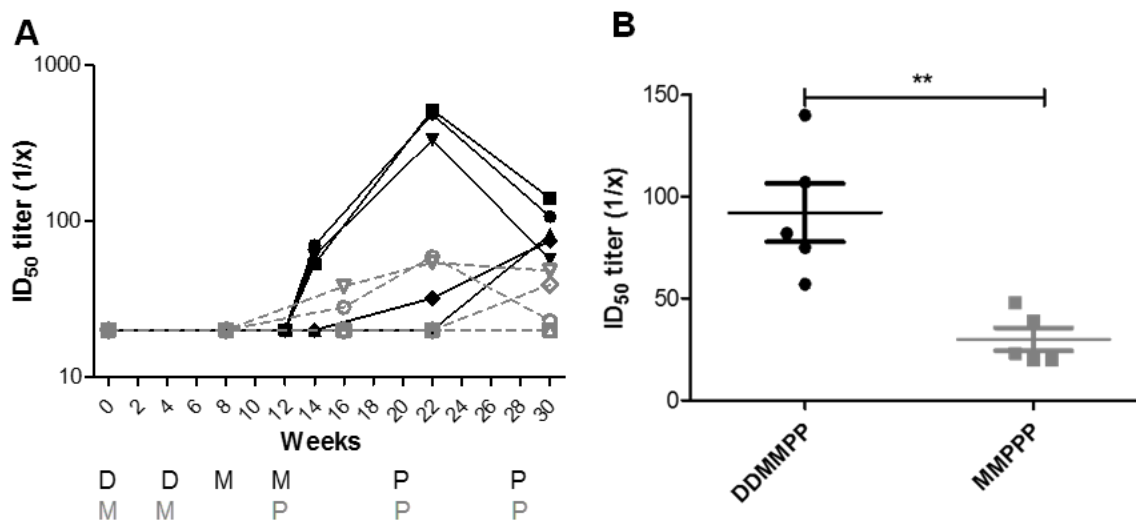 A
ID50 titer (1/x)
1000
100
10
0 2 4 6 8 10 12 14 16 18 20 22 24 26 28 30
Weeks
D D M M P P
M M P P P
B
**
ID50 titer (1/x)
150
100
50
0
DDMMPP
MMPPP